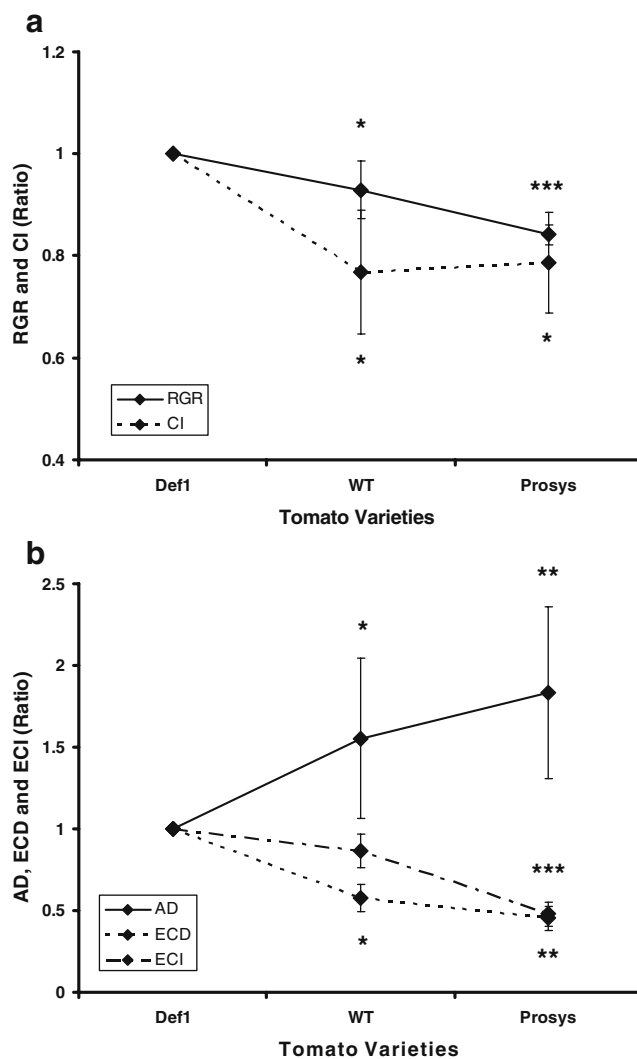 a
1.2
*
1
***
RGR and CI (Ratio)
0.8
*
0.6
*
RGR
CI
0.4
Def1 WT Prosys
Tomato Varieties
b
2.5
**
*
2
AD, ECD and ECI (Ratio)
1.5
1
***
0.5
AD
ECD
ECI
*
**
0
Def1 WT Prosys
Tomato Varieties